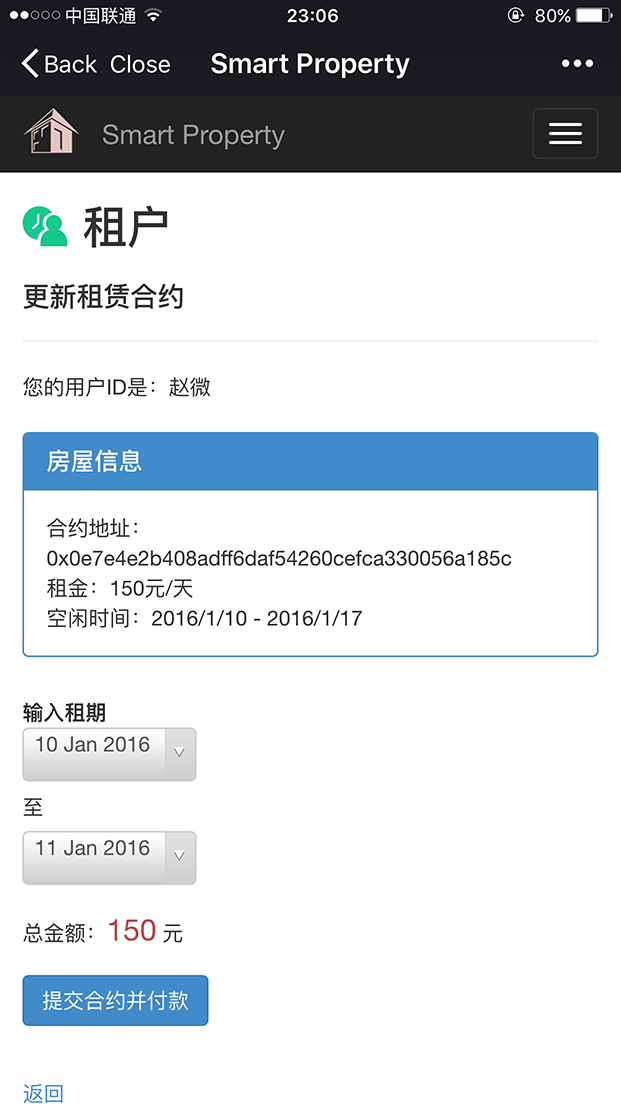 中国联通
23:06
80%
Back Close Smart Property
Smart Property
租户
更新租赁合约
您的用户ID是：赵微
房屋信息
合约地址：
0x0e7e4e2b408adff6daf54260cefca330056a185c
租金：150元/天
空闲时间：2016/1/10 - 2016/1/17
输入租期
10 Jan 2016
至
11 Jan 2016
总金额：150 元
提交合约并付款
返回